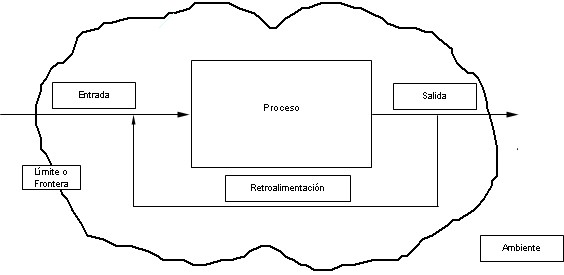 Entrada
Proceso
Salida
Límite o
Frontera
Retroalimentación
Ambiente